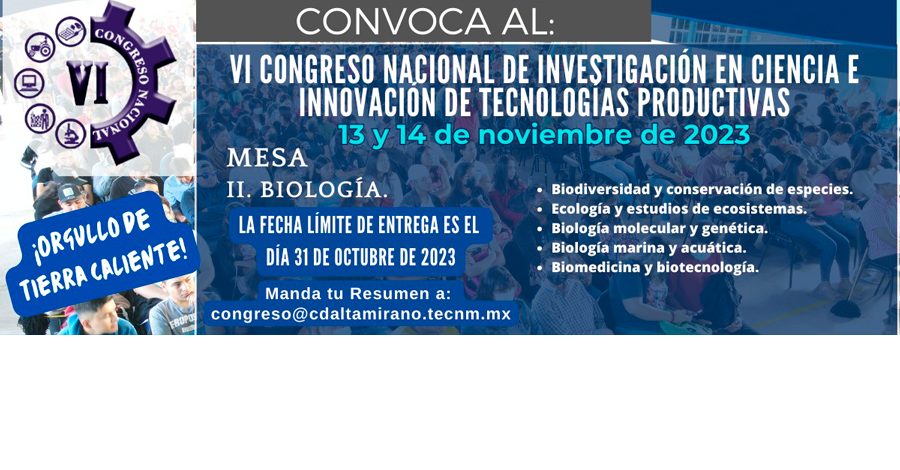 CONVOCA AL:
CONGRESO NACIONAL
VI
VI CONGRESO NACIONAL DE INVESTIGACIÓN EN CIENCIA E
INNOVACIÓN DE TECNOLOGÍAS PRODUCTIVAS
13 y 14 de noviembre de 2023
MESA
II. BIOLOGÍA.
LA FECHA LÍMITE DE ENTREGA ES EL
DÍA 31 DE OCTUBRE DE 2023
Manda tu Resumen a:
congreso@cdaltamirano.tecnm.mx
• Biodiversidad y conservación de especies.
• Ecología y estudios de ecosistemas.
• Biología molecular y genética.
• Biología marina y acuática.
• Biomedicina y biotecnología.
¡ORGULLO DE
TIERRA CALIENTE!